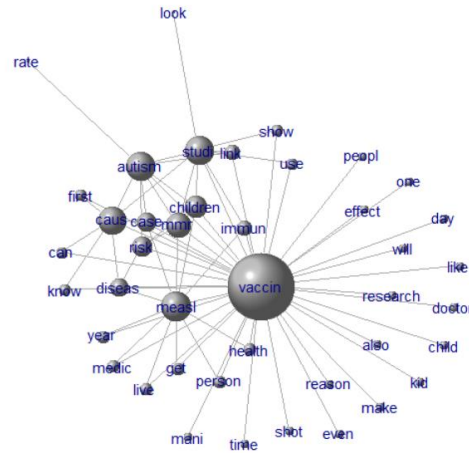 look
rate
show
studi
link
autism
use
peopl
one
first
children
effect
caus
case
mmr
day
immun
risk
will
can
like
diseas
vaccin
know
research
measl
doctor
year
also
child
health
medic
get
kid
live
person
reason
make
shot
even
mani
time